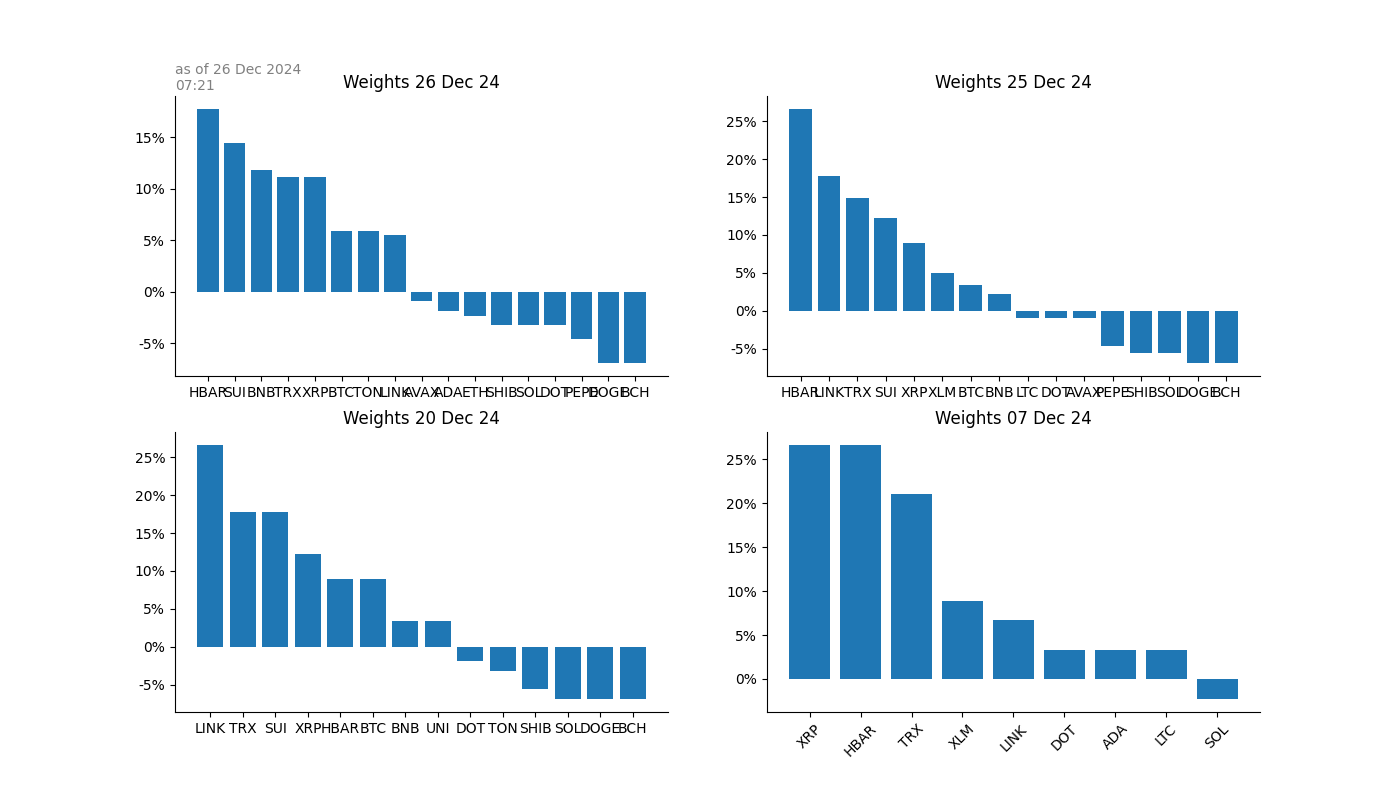 as of 26 Dec 2024
07:21
Weights 26 Dec 24
15%
10%
5%
0%
-5%
HBAR SUI BNB TRX XRP BTC TON LINK AVAX ADA ETH SHIB SOL DOT PEPE DOGE BCH
Weights 25 Dec 24
25%
20%
15%
10%
5%
0%
-5%
HBAR LINK TRX SUI XRP XLM BTC BNB LTC DOT AVAX PEPE SHIB SOL DOGE BCH
Weights 20 Dec 24
25%
20%
15%
10%
5%
0%
-5%
LINK TRX SUI XRP HBAR BTC BNB UNI DOT TON SHIB SOL DOGE BCH
Weights 07 Dec 24
25%
20%
15%
10%
5%
0%
XRP HBAR TRX XLM LINK DOT ADA LTC SOL